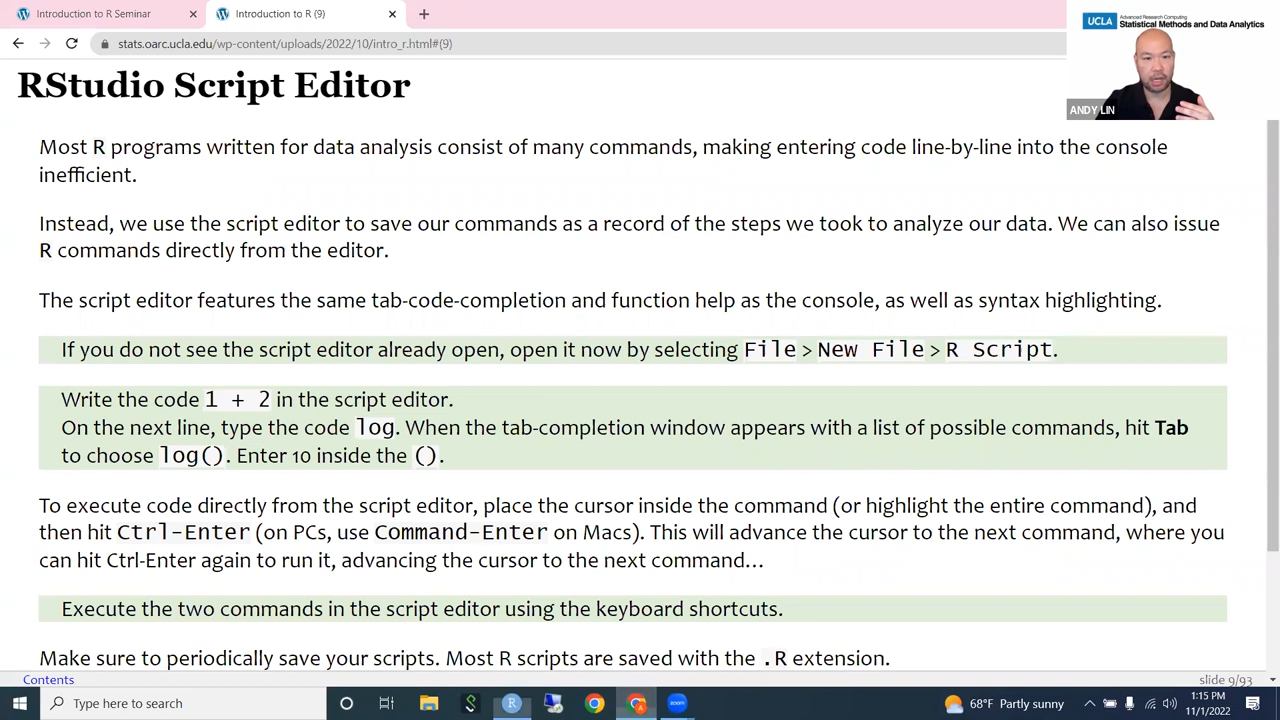 Introduction to R Seminar
Introduction to R (9)
stats.oarc.ucla.edu/wp-content/uploads/2022/10/intro_r.html#(9)
UCLA Advanced Research Computing
Statistical Methods and Data Analytics
ANDY LIN
RStudio Script Editor
Most R programs written for data analysis consist of many commands, making entering code line-by-line into the console
inefficient.
Instead, we use the script editor to save our commands as a record of the steps we took to analyze our data. We can also issue
R commands directly from the editor.
The script editor features the same tab-code-completion and function help as the console, as well as syntax highlighting.
If you do not see the script editor already open, open it now by selecting File > New File > R Script.
Write the code 1 + 2 in the script editor.
On the next line, type the code log. When the tab-completion window appears with a list of possible commands, hit Tab
to choose log(). Enter 10 inside the ().
To execute code directly from the script editor, place the cursor inside the command (or highlight the entire command), and
then hit Ctrl-Enter (on PCs, use Command-Enter on Macs). This will advance the cursor to the next command, where you
can hit Ctrl-Enter again to run it, advancing the cursor to the next command…
Execute the two commands in the script editor using the keyboard shortcuts.
Make sure to periodically save your scripts. Most R scripts are saved with the .R extension.
Contents
slide 9/93
Type here to search
68°F Partly sunny
1:15 PM
11/1/2022